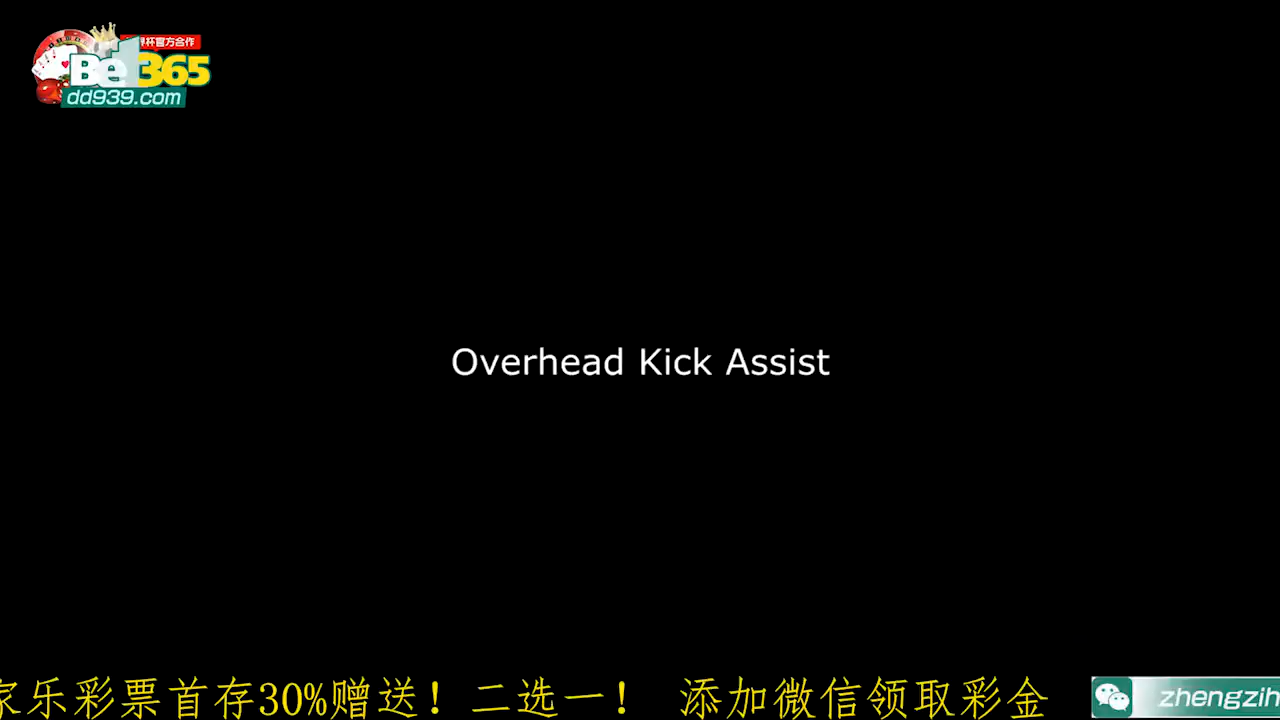 界杯官方合作
Bet365
dd939.com
Overhead Kick Assist
家乐彩票首存30%赠送！二选一！ 添加微信领取彩金
zhengzih